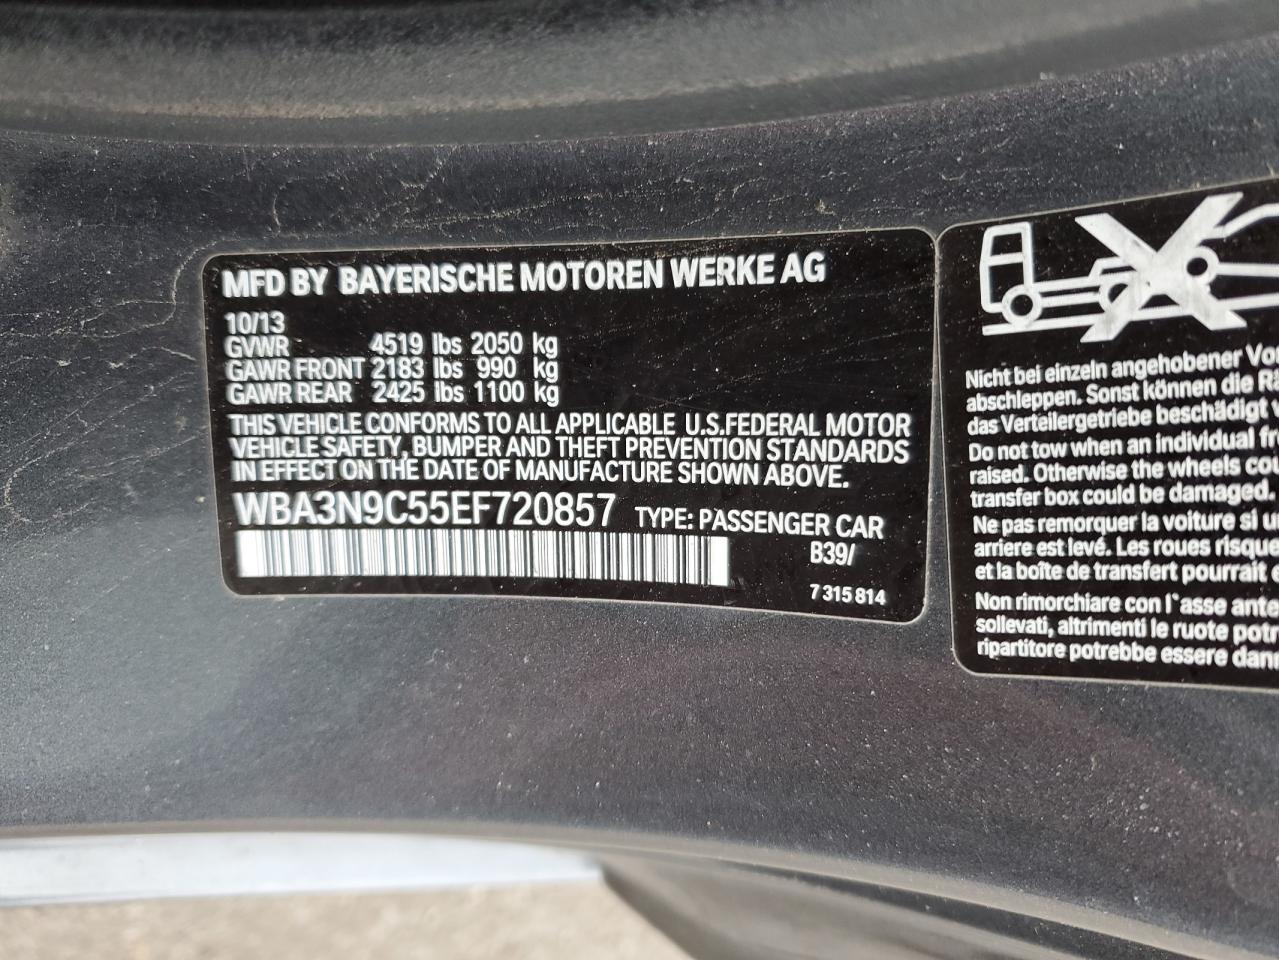 MFD BY BAYERISCHE MOTOREN WERKE AG
10/13
GVWR 4519 lbs 2050 kg
GAWR FRONT 2183 lbs 990 kg
GAWR REAR 2425 lbs 1100 kg
THIS VEHICLE CONFORMS TO ALL APPLICABLE U.S.FEDERAL MOTOR
VEHICLE SAFETY, BUMPER AND THEFT PREVENTION STANDARDS
IN EFFECT ON THE DATE OF MANUFACTURE SHOWN ABOVE.
WBA3N9C55EF720857 TYPE: PASSENGER CAR
B39/
7 315 814
Nicht bei einzeln angehobener
abschleppen. Sonst können die
das Verteilergetriebe beschädigt
Do not tow when an individual
raised. Otherwise the wheels
transfer box could be damaged.
Ne pas remorquer la voiture si
arriere est levé. Les roues
et la boîte de transfert pourrait
Non rimorchiare con l`asse
sollevati, altrimenti le ruote
ripartitore potrebbe essere